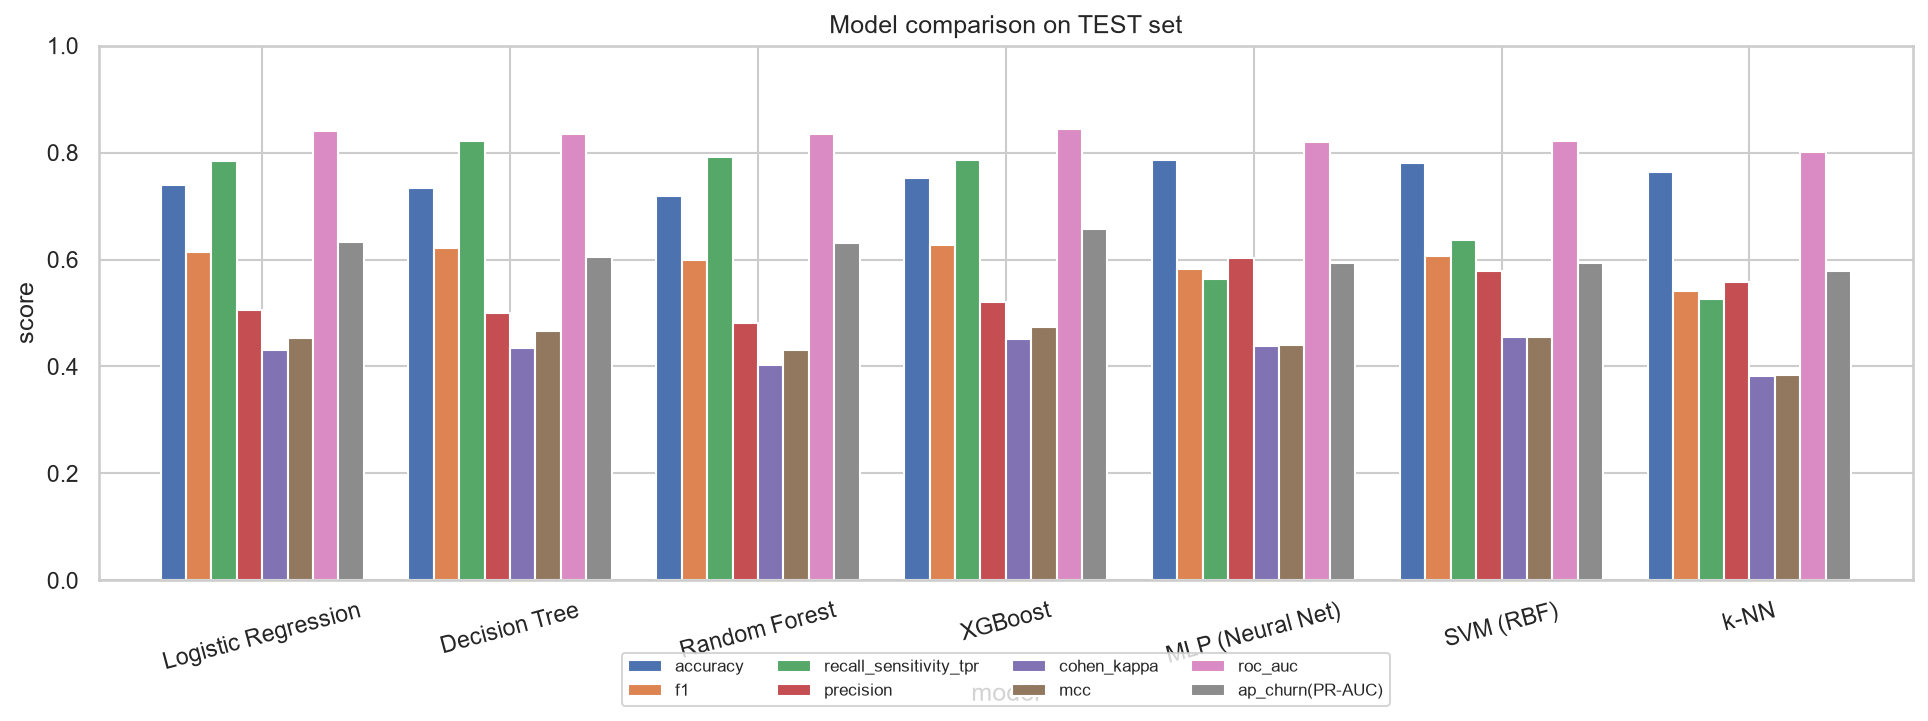 Model comparison on TEST set
1.0
0.8
0.6
0.4
0.2
0.0
score
Logistic Regression
Decision Tree
Random Forest
XGBoost
MLP (Neural Net)
SVM (RBF)
k-NN
model
accuracy
f1
recall_sensitivity_tpr
precision
cohen_kappa
mcc
roc_auc
ap_churn(PR-AUC)